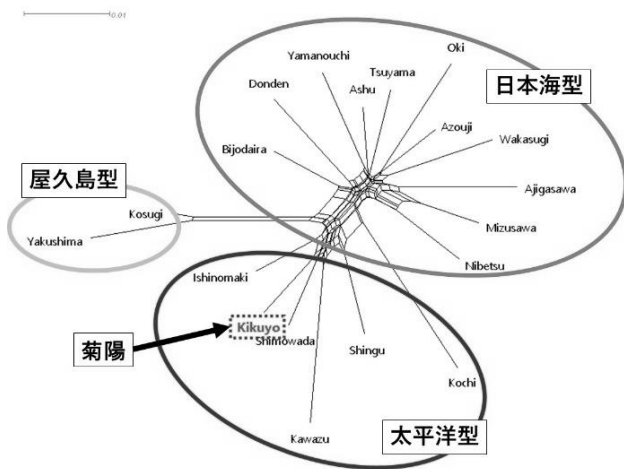 0.01
Oki
Yamanouchi
Tsuyama
Donden
Ashu
日本海型
Azouji
Wakasugi
Bijodaira
屋久島型
Ajigasawa
Kosugi
Mizusawa
Yakushima
Nibetsu
Ishinomaki
Kikuyo
Shimowada
菊陽
Shingu
Kochi
Kawazu
太平洋型